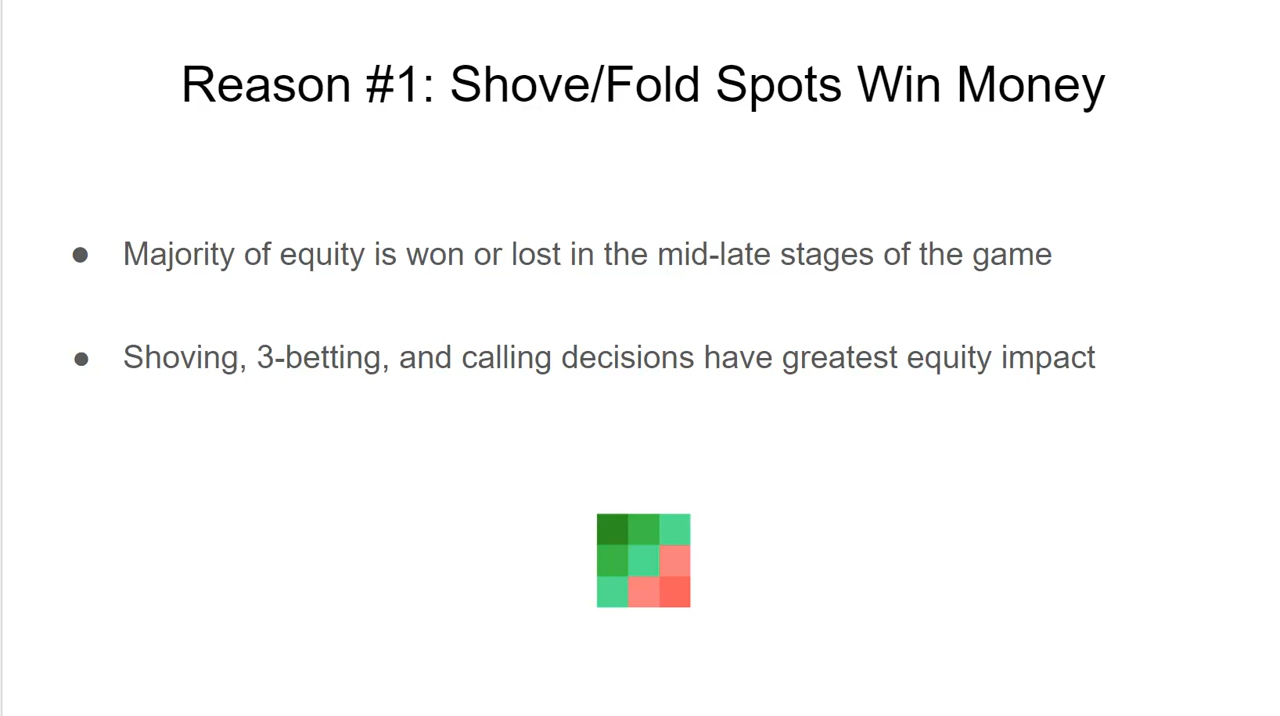 Reason #1: Shove/Fold Spots Win Money
● Majority of equity is won or lost in the mid-late stages of the game
● Shoving, 3-betting, and calling decisions have greatest equity impact